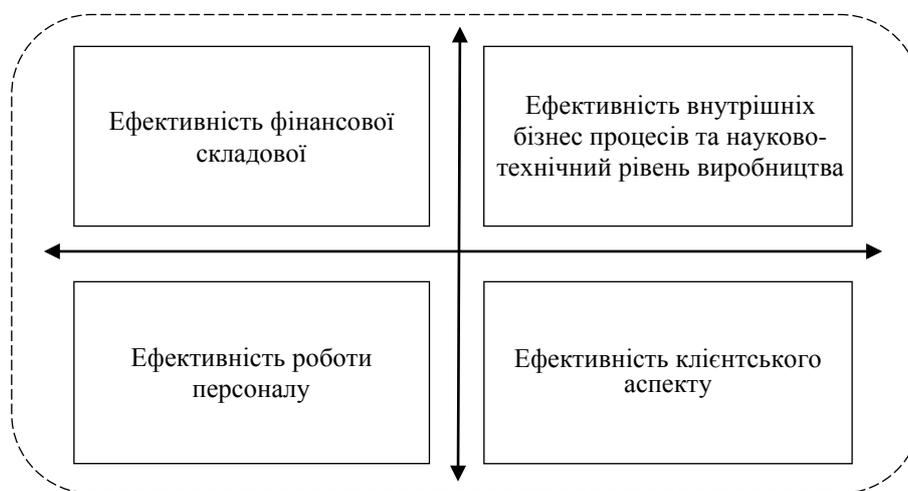 Ефективність фінансової
складової
Ефективність внутрішніх
бізнес процесів та науково-
технічний рівень виробництва
Ефективність роботи
персоналу
Ефективність клієнтського
аспекту